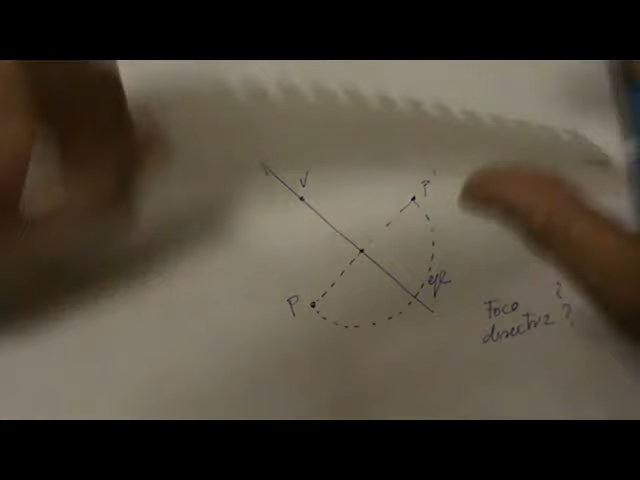 V
P'
P
eje
Foco ?
directriz ?